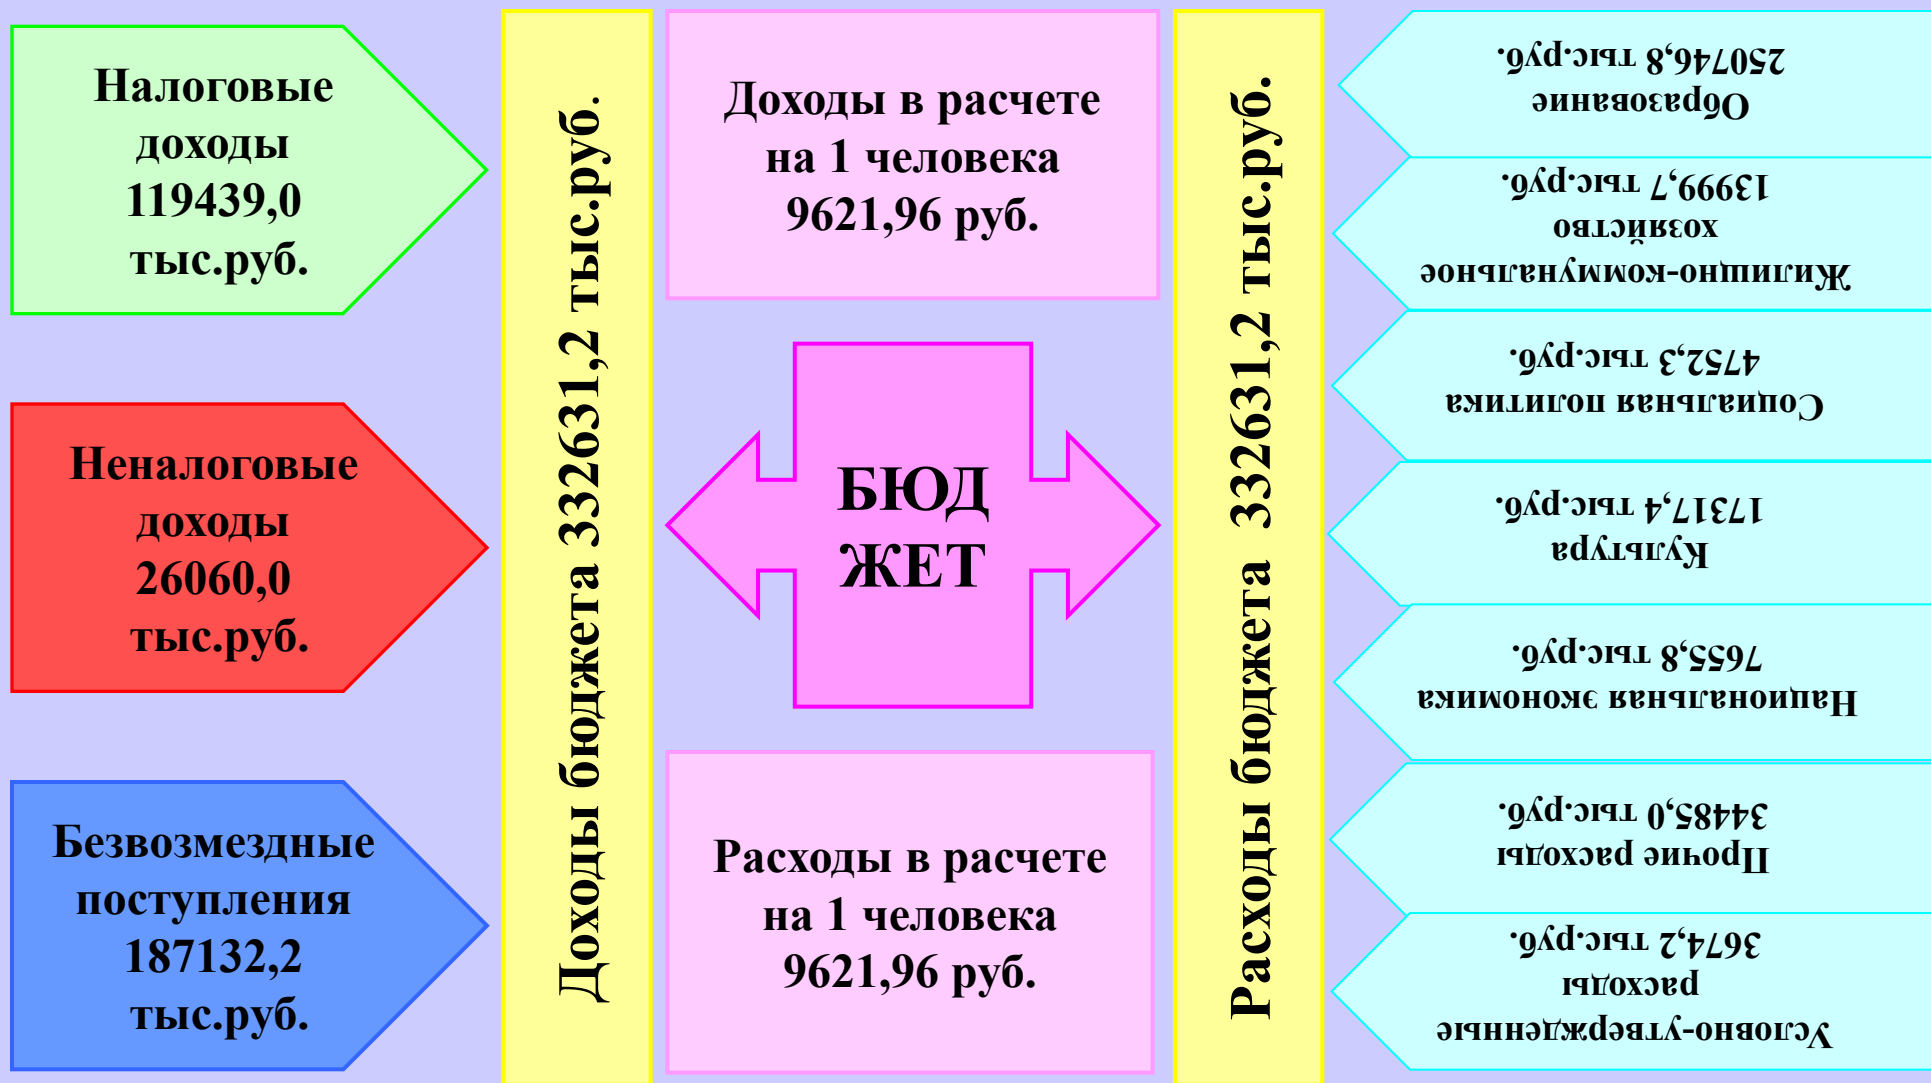 Налоговые
доходы
119439,0
тыс.руб.
Неналоговые
доходы
26060,0
тыс.руб.
Безвозмездные
поступления
187132,2
тыс.руб.
Доходы бюджета 332631,2 тыс.руб.
Доходы в расчете
на 1 человека
9621,96 руб.
БЮД
ЖЕТ
Расходы в расчете
на 1 человека
9621,96 руб.
Расходы бюджета 332631,2 тыс.руб.
Образование
250746,8 тыс.руб.
Жилищно-коммунальное
хозяйство
13999,7 тыс.руб.
Социальная политика
4752,3 тыс.руб.
Культура
17317,4 тыс.руб.
Национальная экономика
7655,8 тыс.руб.
Прочие расходы
34485,0 тыс.руб.
Условно-утвержденные
расходы
3674,2 тыс.руб.